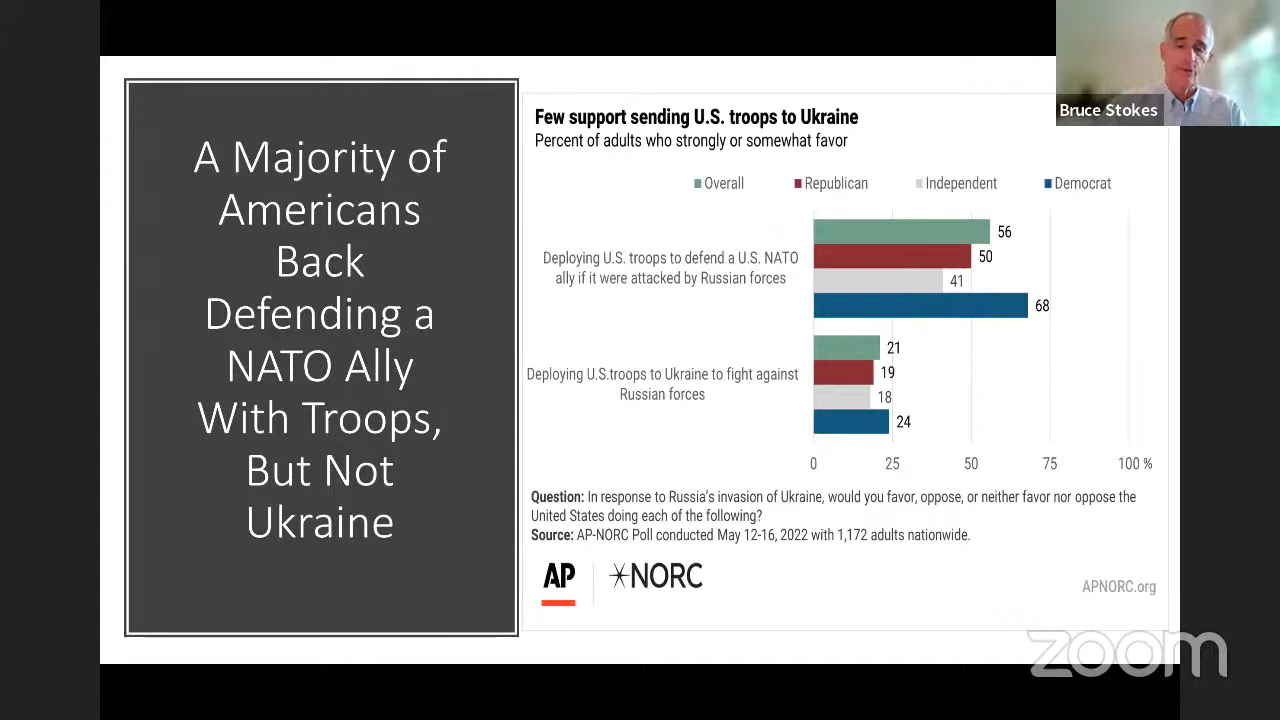 A Majority of
Americans
Back
Defending a
NATO Ally
With Troops,
But Not
Ukraine
Few support sending U.S. troops to Ukraine
Percent of adults who strongly or somewhat favor
Overall
Republican
Independent
Democrat
Deploying U.S. troops to defend a U.S. NATO
ally if it were attacked by Russian forces
56
50
41
68
Deploying U.S.troops to Ukraine to fight against
Russian forces
21
19
18
24
0 25 50 75 100 %
Question: In response to Russia's invasion of Ukraine, would you favor, oppose, or neither favor nor oppose the
United States doing each of the following?
Source: AP-NORC Poll conducted May 12-16, 2022 with 1,172 adults nationwide.
AP
NORC
APNORC.org
Bruce Stokes
zoom